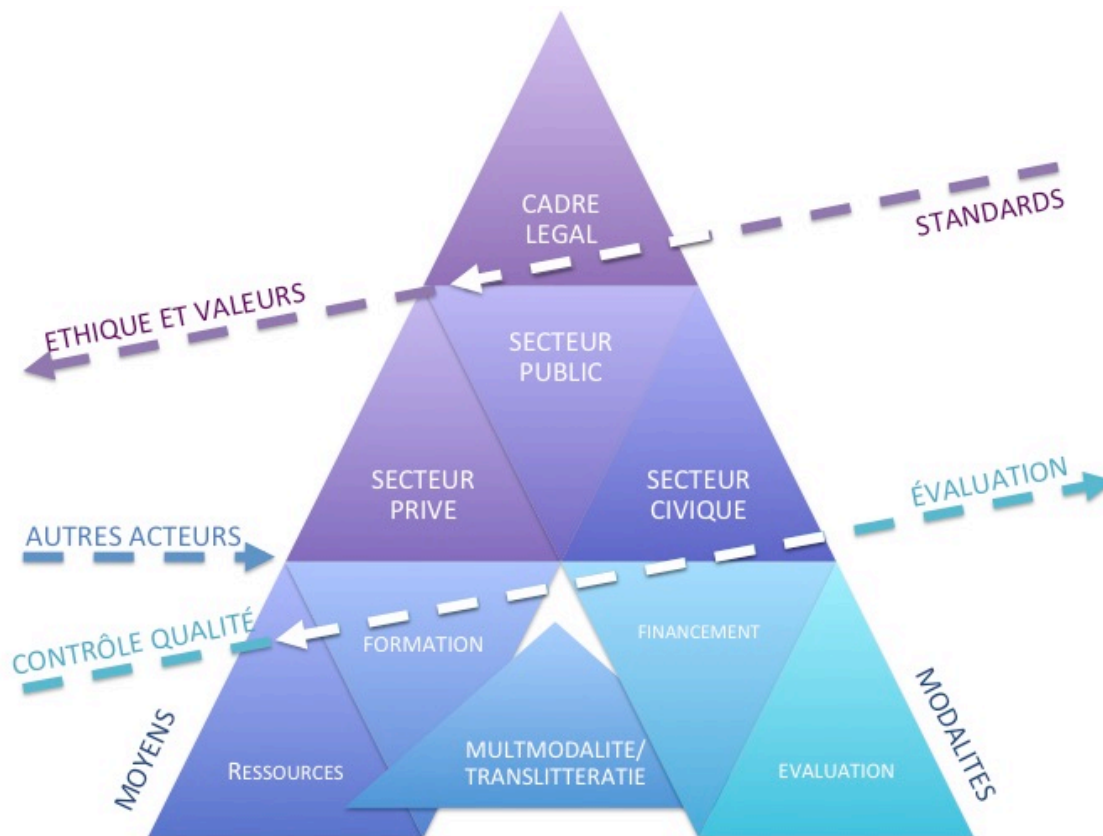 CADRE
LEGAL
STANDARDS
ETHIQUE ET VALEURS
SECTEUR
PUBLIC
SECTEUR
PRIVE
SECTEUR
CIVIQUE
ÉVALUATION
AUTRES ACTEURS
CONTRÔLE QUALITÉ
FORMATION
FINANCEMENT
MOYENS
MODALITES
RESSOURCES
MULTMODALITE/
TRANSLITTERATIE
EVALUATION